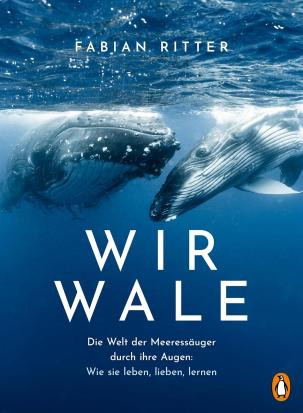 FABIAN RITTER
WIR
WALE
Die Welt der Meeressäuger
durch ihre Augen:
Wie sie leben, lieben, lernen